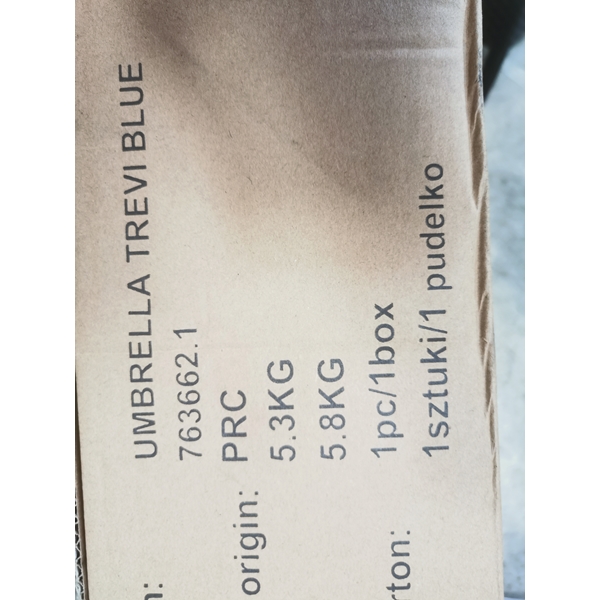 n: UMBRELLA TREVI BLUE
763662.1
origin: PRC
5.3KG
5.8KG
rton: 1pc/1box
1sztuki/1 pudelko